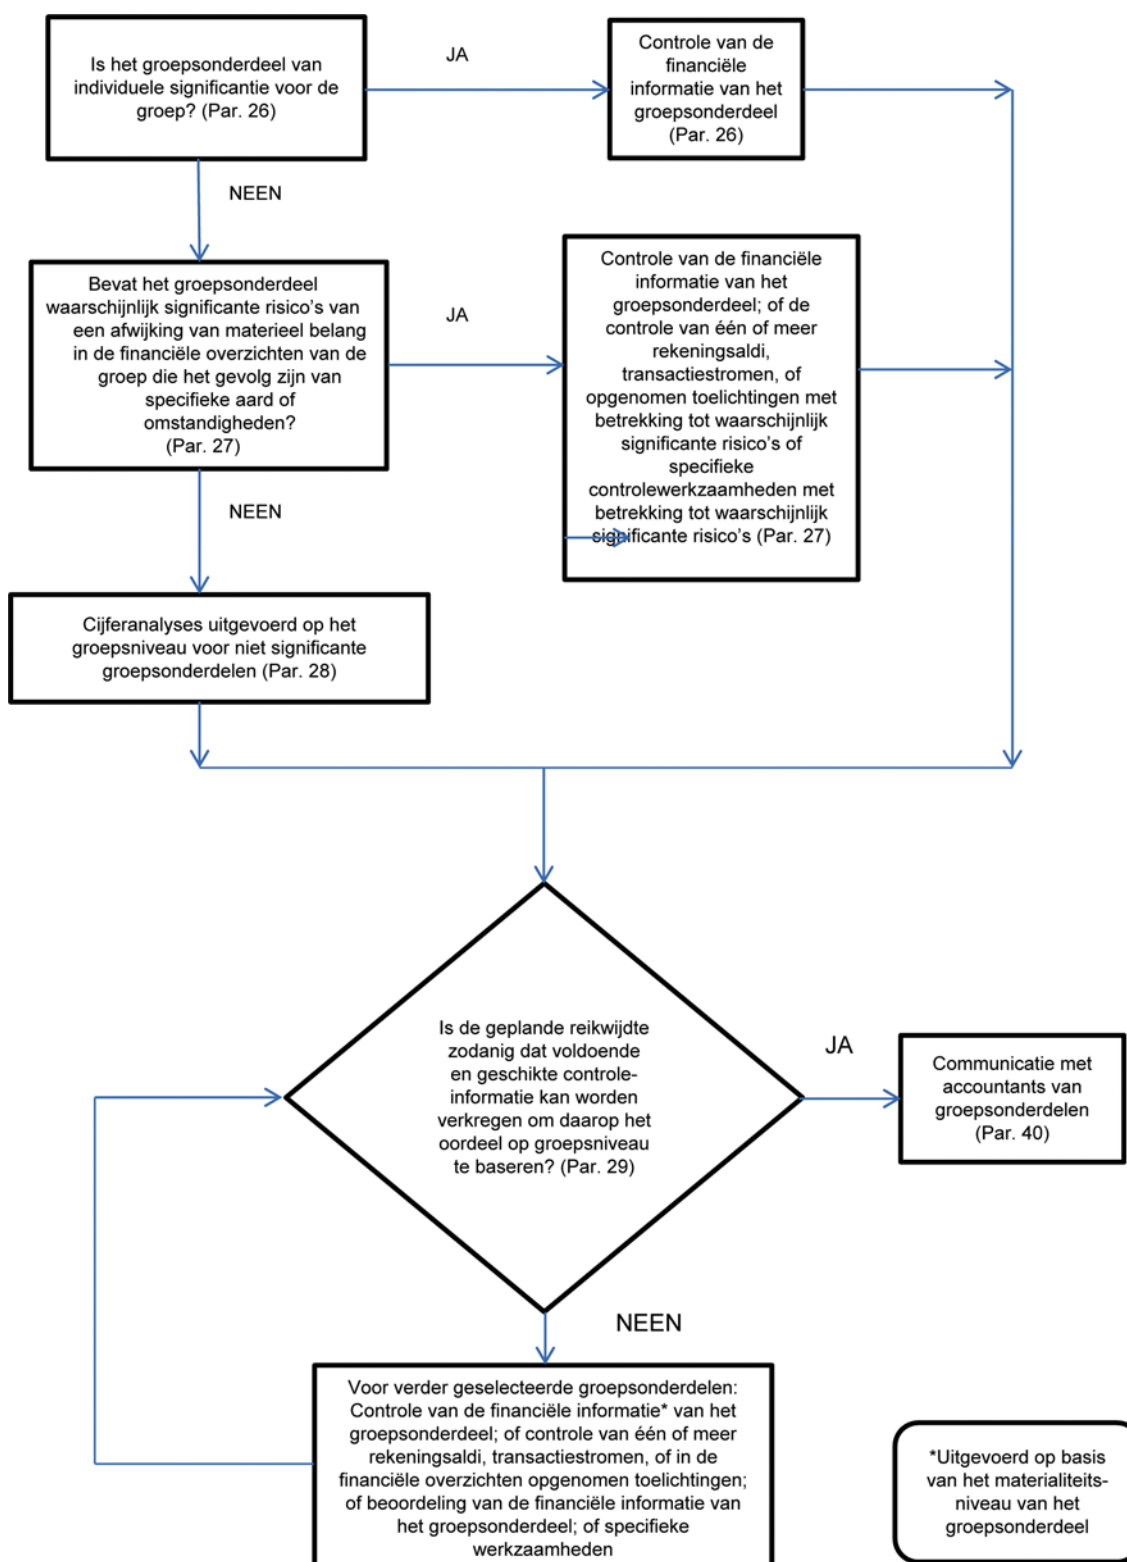 Is het groepsonderdeel van
individuele significantie voor de
groep? (Par. 26)
JA
Controle van de
financiële
informatie van het
groepsonderdeel
(Par. 26)
NEEN
Bevat het groepsonderdeel
waarschijnlijk significante risico's van
een afwijking van materieel belang
in de financiële overzichten van de
groep die het gevolg zijn van
specifieke aard of
omstandigheden?
(Par. 27)
JA
Controle van de financiële
informatie van het
groepsonderdeel; of de
controle van één of meer
rekeningsaldi,
transactiestromen, of
opgenomen toelichtingen met
betrekking tot waarschijnlijk
significante risico's of
specifieke
controlewerkzaamheden met
betrekking tot waarschijnlijk
significante risico's (Par. 27)
NEEN
Cijferanalyses uitgevoerd op het
groepsniveau voor niet significante
groepsonderdelen (Par. 28)
Is de geplande reikwijdte
zodanig dat voldoende
en geschikte controle-
informatie kan worden
verkregen om daarop het
oordeel op groepsniveau
te baseren? (Par. 29)
JA
Communicatie met
accountants van
groepsonderdelen
(Par. 40)
NEEN
Voor verder geselecteerde groepsonderdelen:
Controle van de financiële informatie* van het
groepsonderdeel; of controle van één of meer
rekeningsaldi, transactiestromen, of in de
financiële overzichten opgenomen toelichtingen;
of beoordeling van de financiële informatie van
het groepsonderdeel; of specifieke
werkzaamheden
*Uitgevoerd op basis
van het materialiteits-
niveau van het
groepsonderdeel